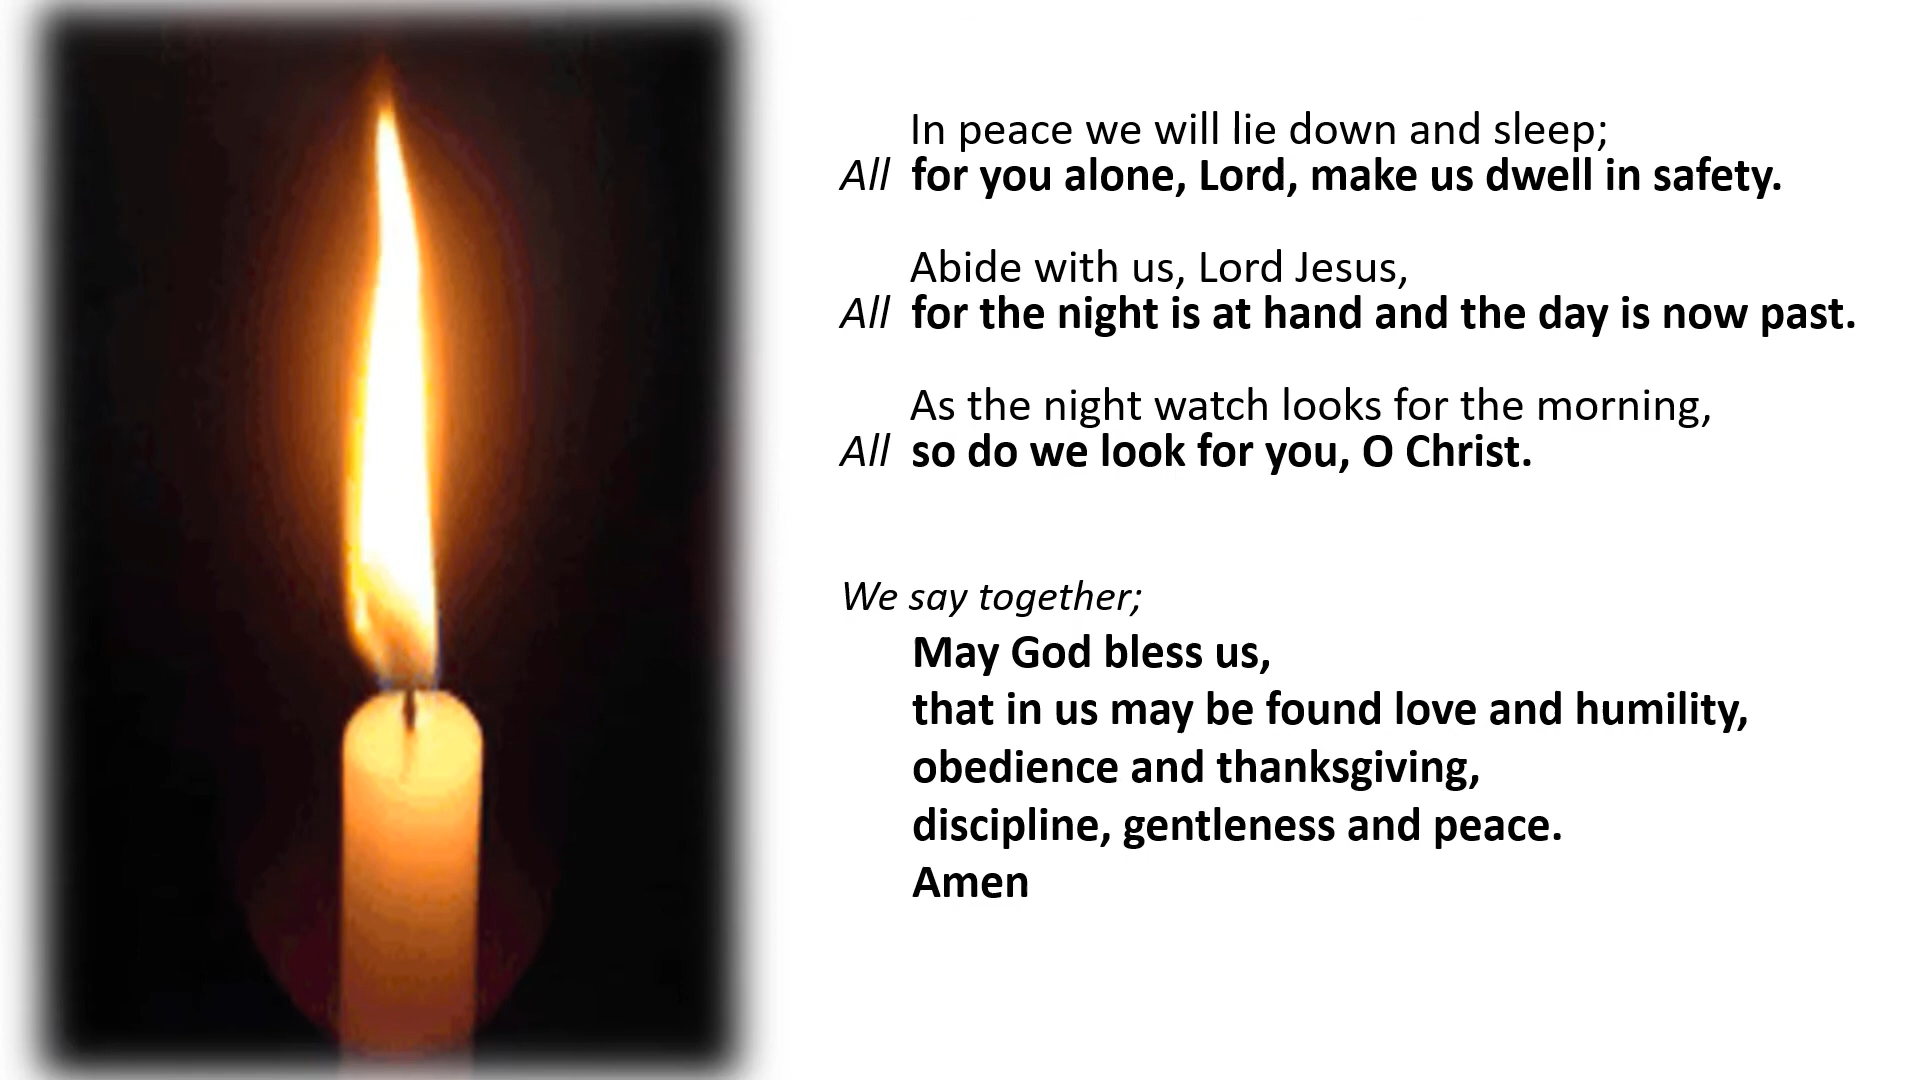 In peace we will lie down and sleep;
All for you alone, Lord, make us dwell in safety.
Abide with us, Lord Jesus,
All for the night is at hand and the day is now past.
As the night watch looks for the morning,
All so do we look for you, O Christ.
We say together;
May God bless us,
that in us may be found love and humility,
obedience and thanksgiving,
discipline, gentleness and peace.
Amen